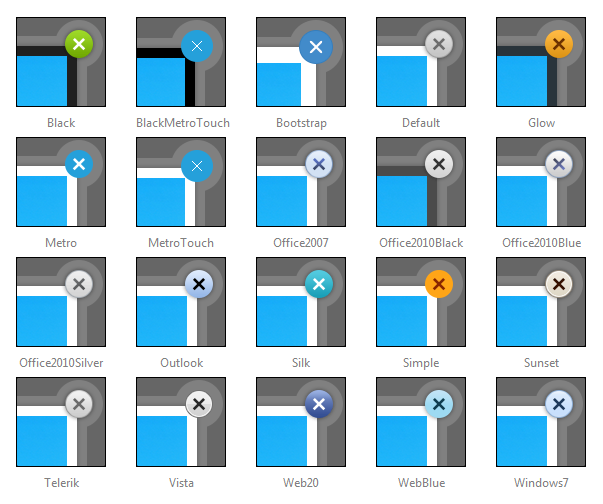 Black BlackMetroTouch Bootstrap Default Glow
Metro MetroTouch Office2007 Office2010Black Office2010Blue
Office2010Silver Outlook Silk Simple Sunset
Telerik Vista Web20 WebBlue Windows7